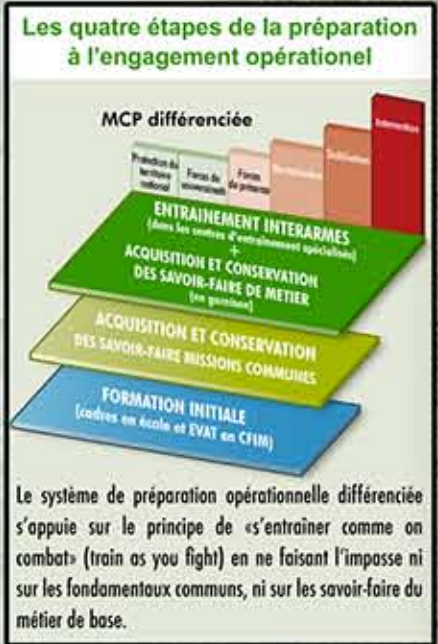 Les quatre étapes de la préparation
à l'engagement opérationel
MCP différenciée
Protection du
territoire
national
Forces de
souveraineté
Forces
de présence
Normalisation
Stabilisation
Intervention
ENTRAINEMENT INTERARMES
(dans les centres d'entrainement spécialisés)
+
ACQUISITION ET CONSERVATION
DES SAVOIR-FAIRE DE METIER
(en garnison)
ACQUISITION ET CONSERVATION
DES SAVOIR-FAIRE MISSIONS COMMUNES
FORMATION INITIALE
(cadres en école et EVAT en CFIM)
Le système de préparation opérationnelle différenciée
s'appuie sur le principe de «s'entraîner comme on
combat» (train as you fight) en ne faisant l'impasse ni
sur les fondamentaux communs, ni sur les savoir-faire du
métier de base.